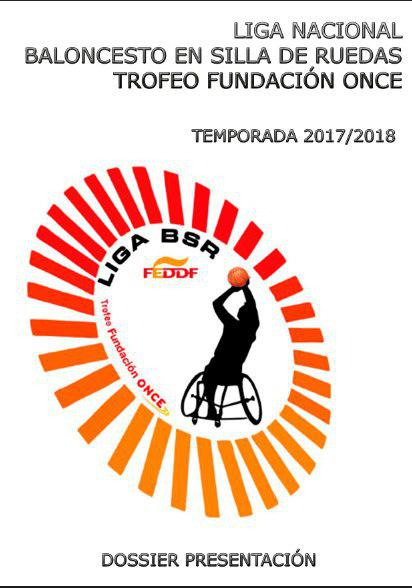 LIGA NACIONAL
BALONCESTO EN SILLA DE RUEDAS
TROFEO FUNDACIÓN ONCE
TEMPORADA 2017/2018
LIGA BSR
FEDDF
Trofeo Fundación ONCE
DOSSIER PRESENTACIÓN